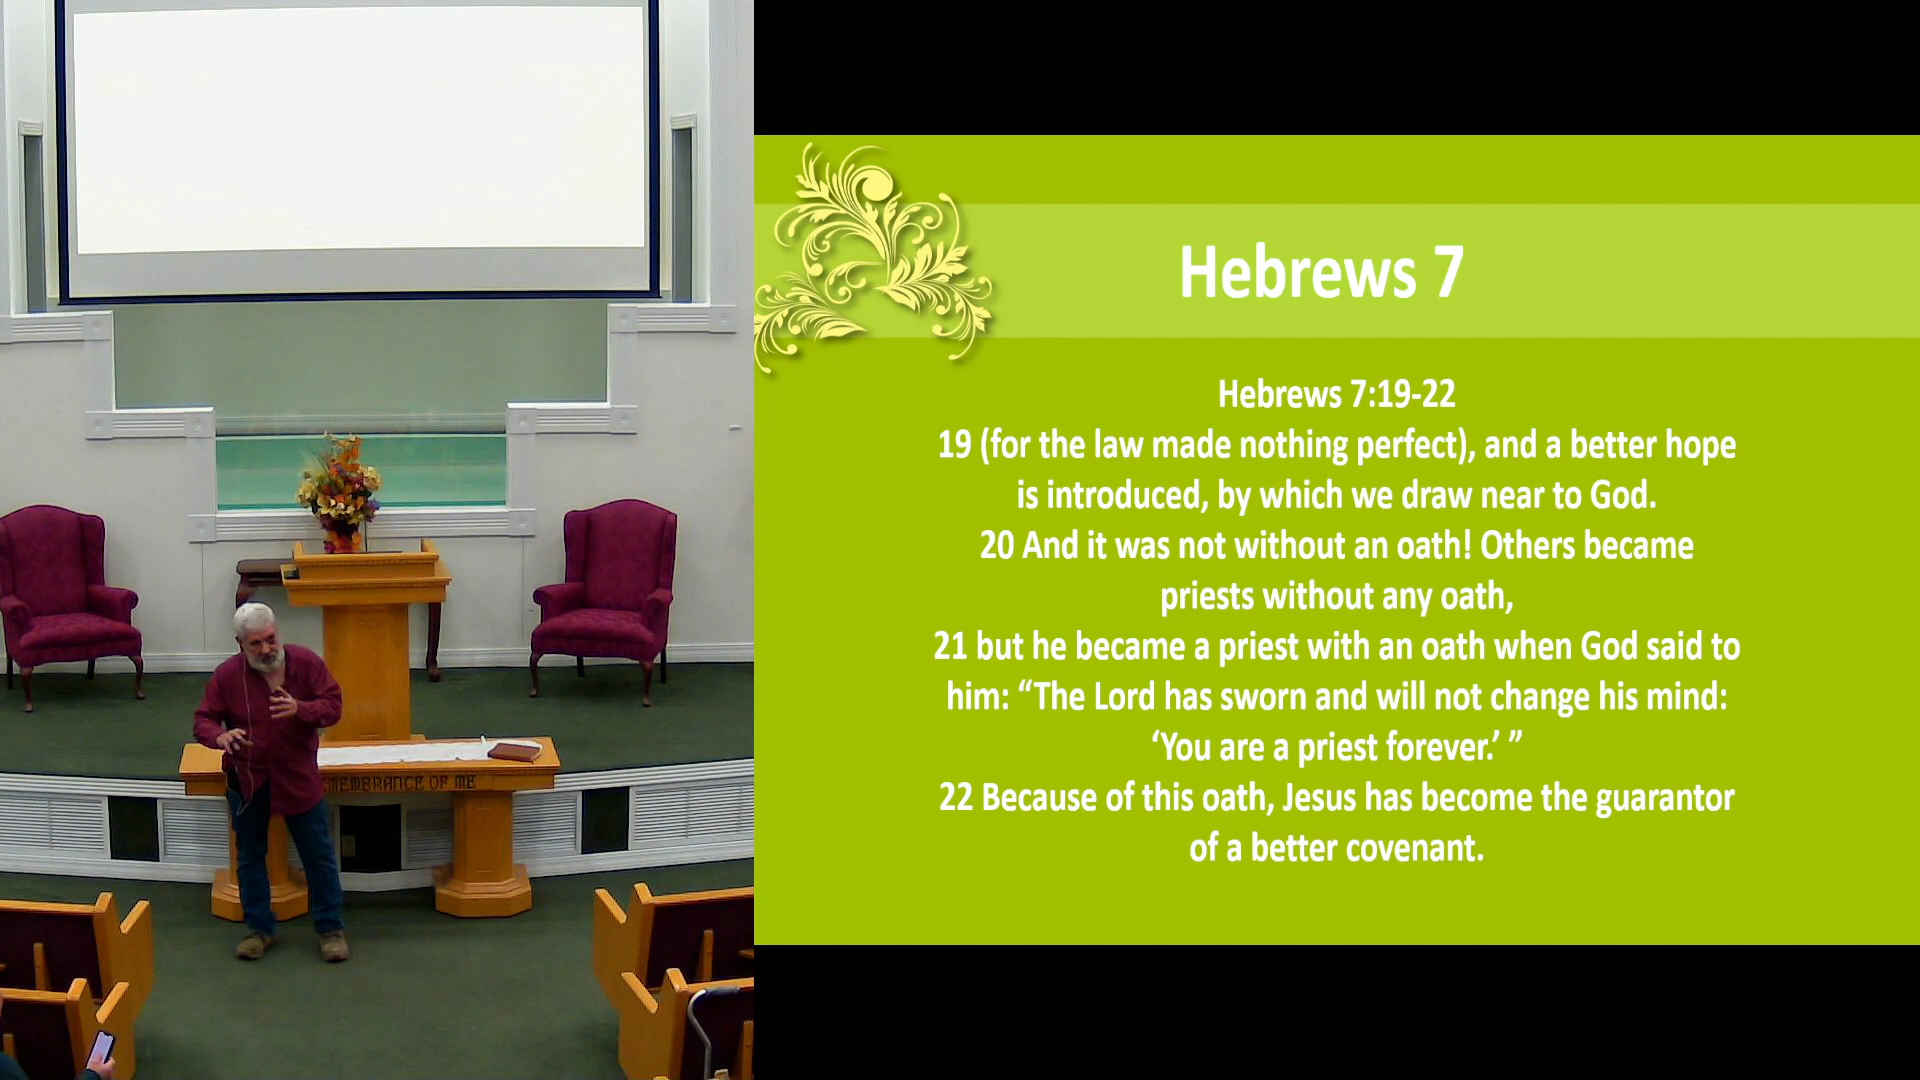 MEMBRANCE OF ME
Hebrews 7
Hebrews 7:19-22
19 (for the law made nothing perfect), and a better hope
is introduced, by which we draw near to God.
20 And it was not without an oath! Others became
priests without any oath,
21 but he became a priest with an oath when God said to
him: “The Lord has sworn and will not change his mind:
‘You are a priest forever.’ ”
22 Because of this oath, Jesus has become the guarantor
of a better covenant.